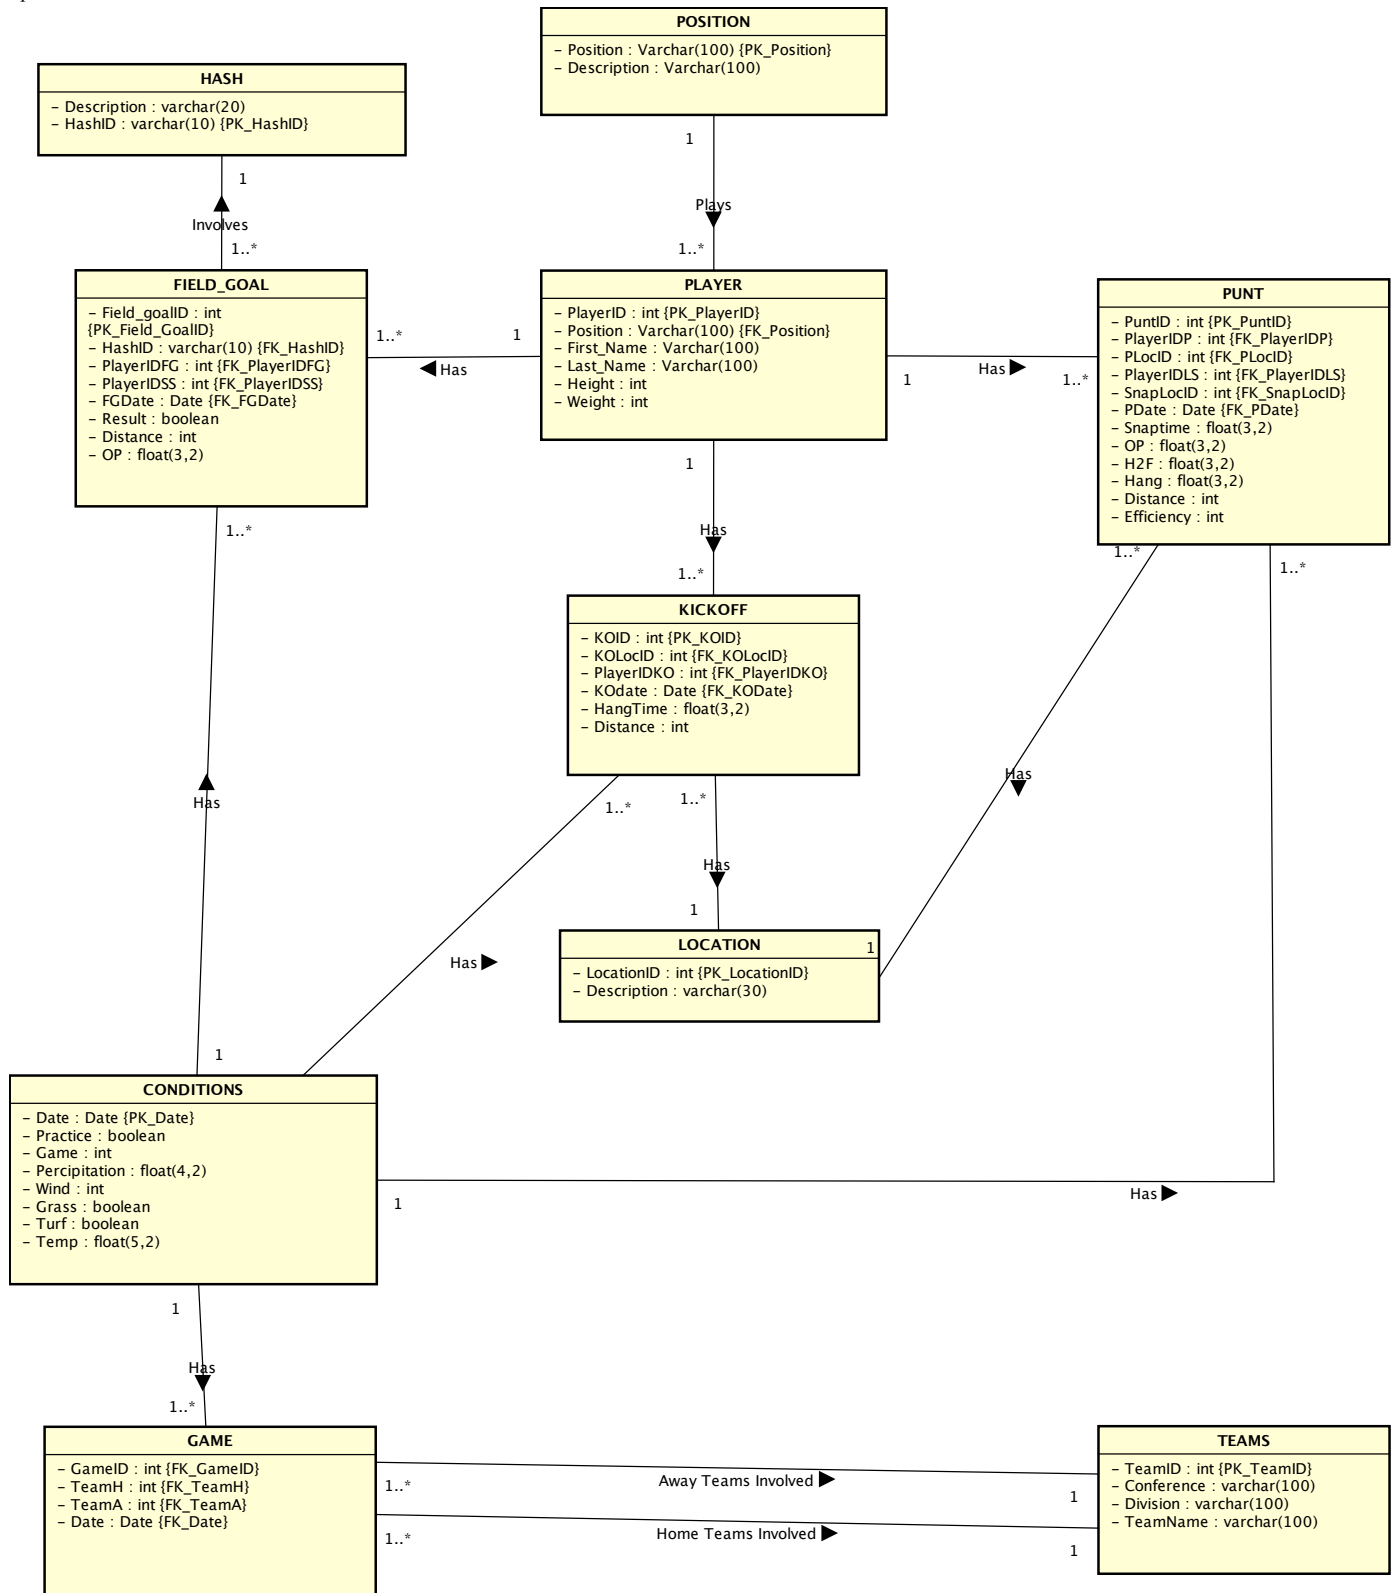 POSITION
– Position : Varchar(100) {PK_Position}
– Description : Varchar(100)
HASH
– Description : varchar(20)
– HashID : varchar(10) {PK_HashID}
1
1
Involves
1..*
Plays
1..*
FIELD_GOAL
– Field_goalID : int
{PK_Field_GoalID}
– HashID : varchar(10) {FK_HashID}
– PlayerIDFG : int {FK_PlayerIDFG}
– PlayerIDSS : int {FK_PlayerIDSS}
– FGDate : Date {FK_FGDate}
– Result : boolean
– Distance : int
– OP : float(3,2)
1..*
1
Has
PLAYER
– PlayerID : int {PK_PlayerID}
– Position : Varchar(100) {FK_Position}
– First_Name : Varchar(100)
– Last_Name : Varchar(100)
– Height : int
– Weight : int
1
Has
1..*
PUNT
– PuntID : int {PK_PuntID}
– PlayerIDP : int {FK_PlayerIDP}
– PLocID : int {FK_PLocID}
– PlayerIDLS : int {FK_PlayerIDLS}
– SnapLocID : int {FK_SnapLocID}
– PDate : Date {FK_PDate}
– Snaptime : float(3,2)
– OP : float(3,2)
– H2F : float(3,2)
– Hang : float(3,2)
– Distance : int
– Efficiency : int
1
Has
1..*
1..*
1..*
1..*
KICKOFF
– KOID : int {PK_KOID}
– KOLocID : int {FK_KOLocID}
– PlayerIDKO : int {FK_PlayerIDKO}
– KOdate : Date {FK_KODate}
– HangTime : float(3,2)
– Distance : int
Has
Has
1..*
1..*
Has
1
Has
LOCATION
– LocationID : int {PK_LocationID}
– Description : varchar(30)
1
1
CONDITIONS
– Date : Date {PK_Date}
– Practice : boolean
– Game : int
– Percipitation : float(4,2)
– Wind : int
– Grass : boolean
– Turf : boolean
– Temp : float(5,2)
1
Has
1
Has
1..*
GAME
– GameID : int {FK_GameID}
– TeamH : int {FK_TeamH}
– TeamA : int {FK_TeamA}
– Date : Date {FK_Date}
1..*
Away Teams Involved
1
1..*
Home Teams Involved
1
TEAMS
– TeamID : int {PK_TeamID}
– Conference : varchar(100)
– Division : varchar(100)
– TeamName : varchar(100)